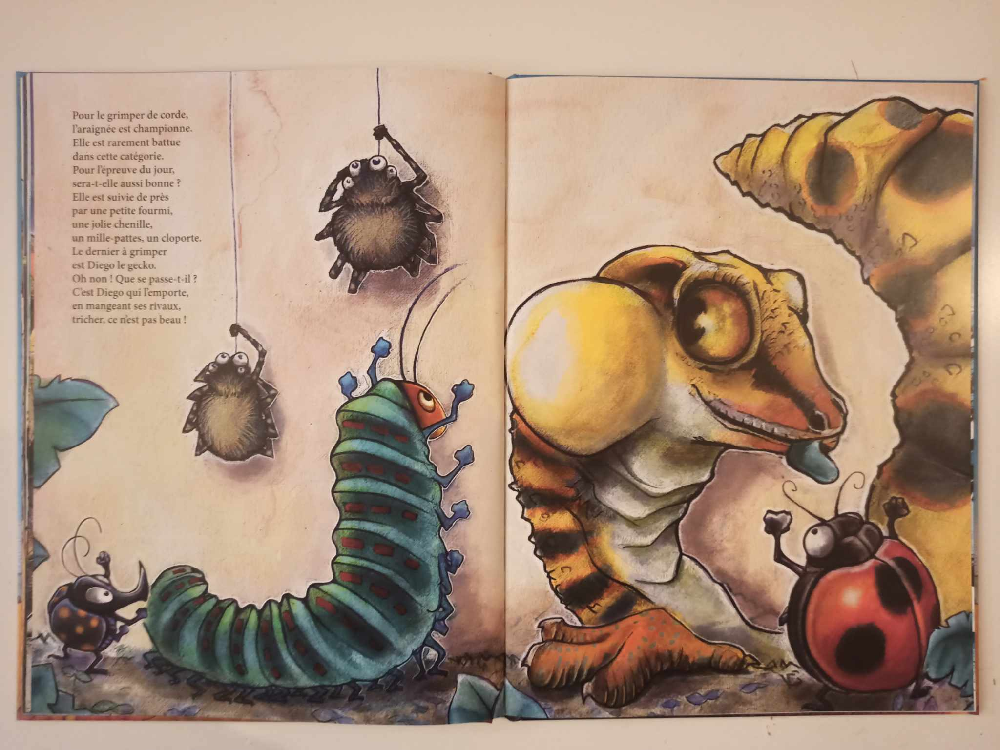 Pour le grimper de corde,
l'araignée est championne.
Elle est rarement battue
dans cette catégorie.
Pour l'épreuve du jour,
sera-t-elle aussi bonne ?
Elle est suivie de près
par une petite fourmi,
une jolie chenille,
un mille-pattes, un cloporte.
Le dernier à grimper
est Diego le gecko.
Oh non ! Que se passe-t-il ?
C'est Diego qui l'emporte,
en mangeant ses rivaux,
tricher, ce n'est pas beau !